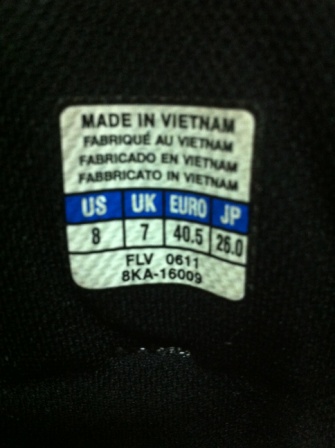 MADE IN VIETNAM
FABRIQUÉ AU VIETNAM
FABRICADO EN VIETNAM
FABBRICATO IN VIETNAM
US UK EURO JP
8 7 40.5 26.0
FLV 0611
8KA-16009